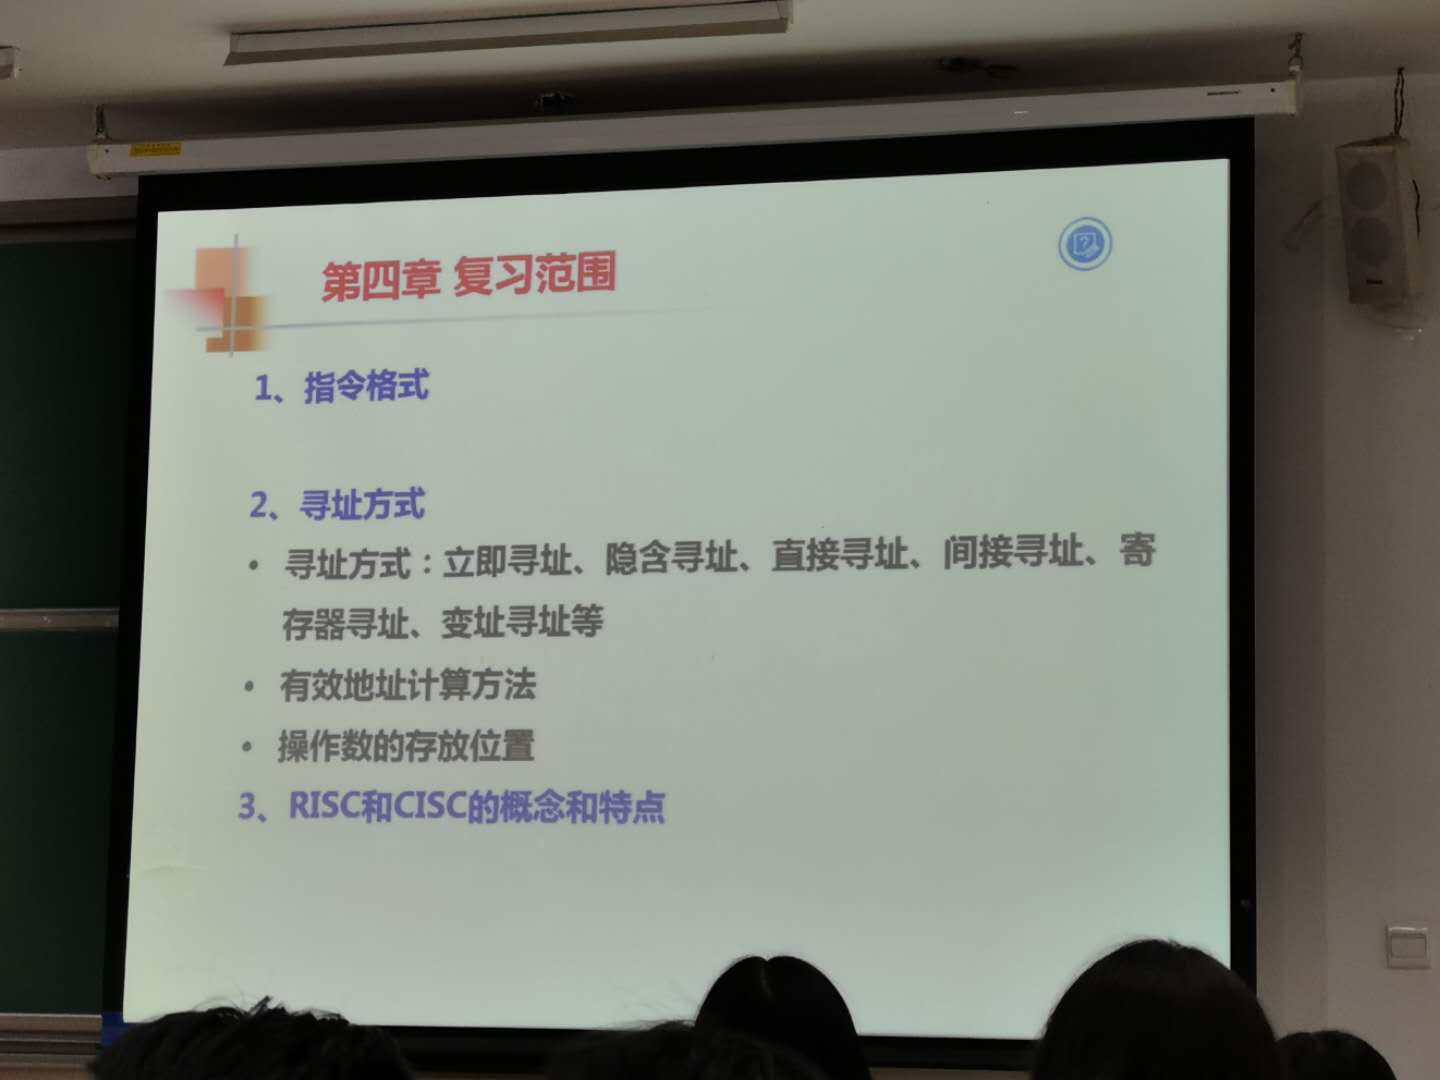 第四章 复习范围
1、指令格式
2、寻址方式
• 寻址方式：立即寻址、隐含寻址、直接寻址、间接寻址、寄
存器寻址、变址寻址等
• 有效地址计算方法
• 操作数的存放位置
3、RISC和CISC的概念和特点